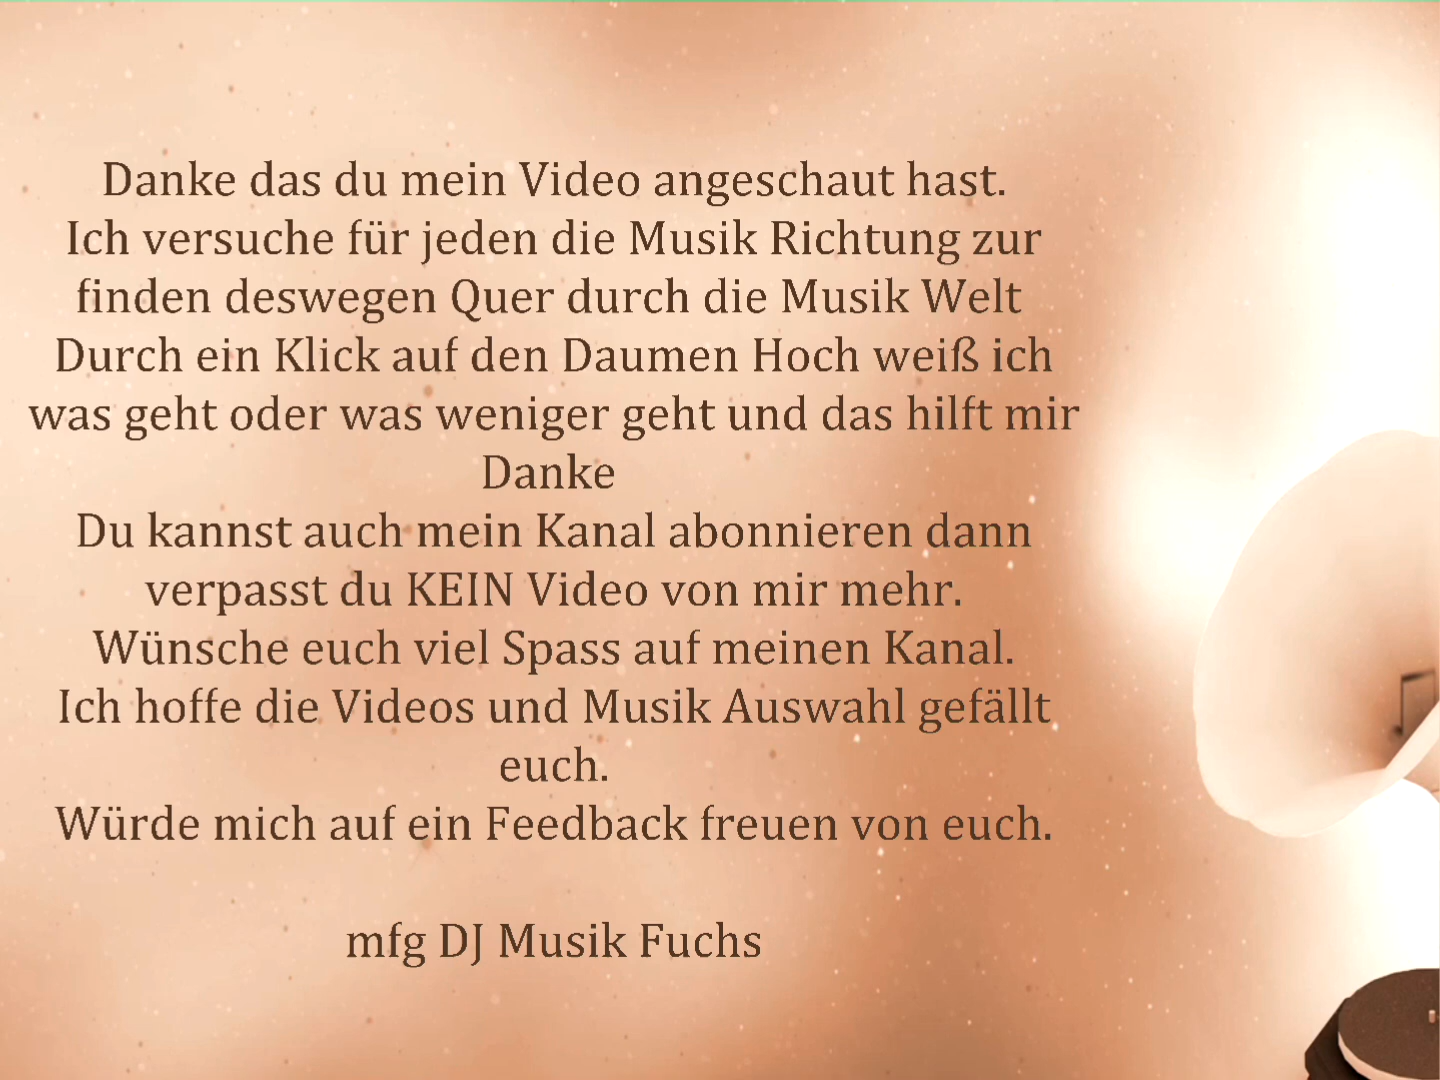 Danke das du mein Video angeschaut hast.
Ich versuche für jeden die Musik Richtung zur
finden deswegen Quer durch die Musik Welt
Durch ein Klick auf den Daumen Hoch weiß ich
was geht oder was weniger geht und das hilft mir
Danke
Du kannst auch mein Kanal abonnieren dann
verpasst du KEIN Video von mir mehr.
Wünsche euch viel Spass auf meinen Kanal.
Ich hoffe die Videos und Musik Auswahl gefällt
euch.
Würde mich auf ein Feedback freuen von euch.
mfg DJ Musik Fuchs